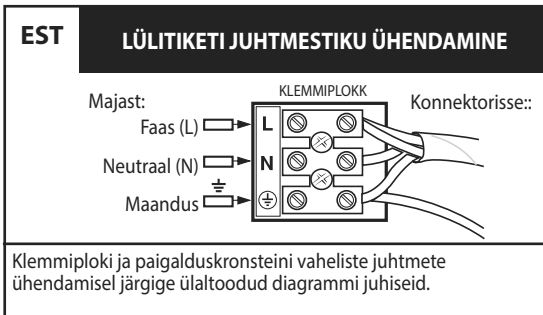 EST
LÜLITIKETI JUHTMESTIKU ÜHENDAMINE
KLEMMIPLOKK
Majast:
Konnektorisse::
Faas (L)
L
Neutraal (N)
N
Maandus
Klemmiploki ja paigalduskronsteini vaheliste juhtmete
ühendamisel järgige ülaltoodud diagrammi juhiseid.